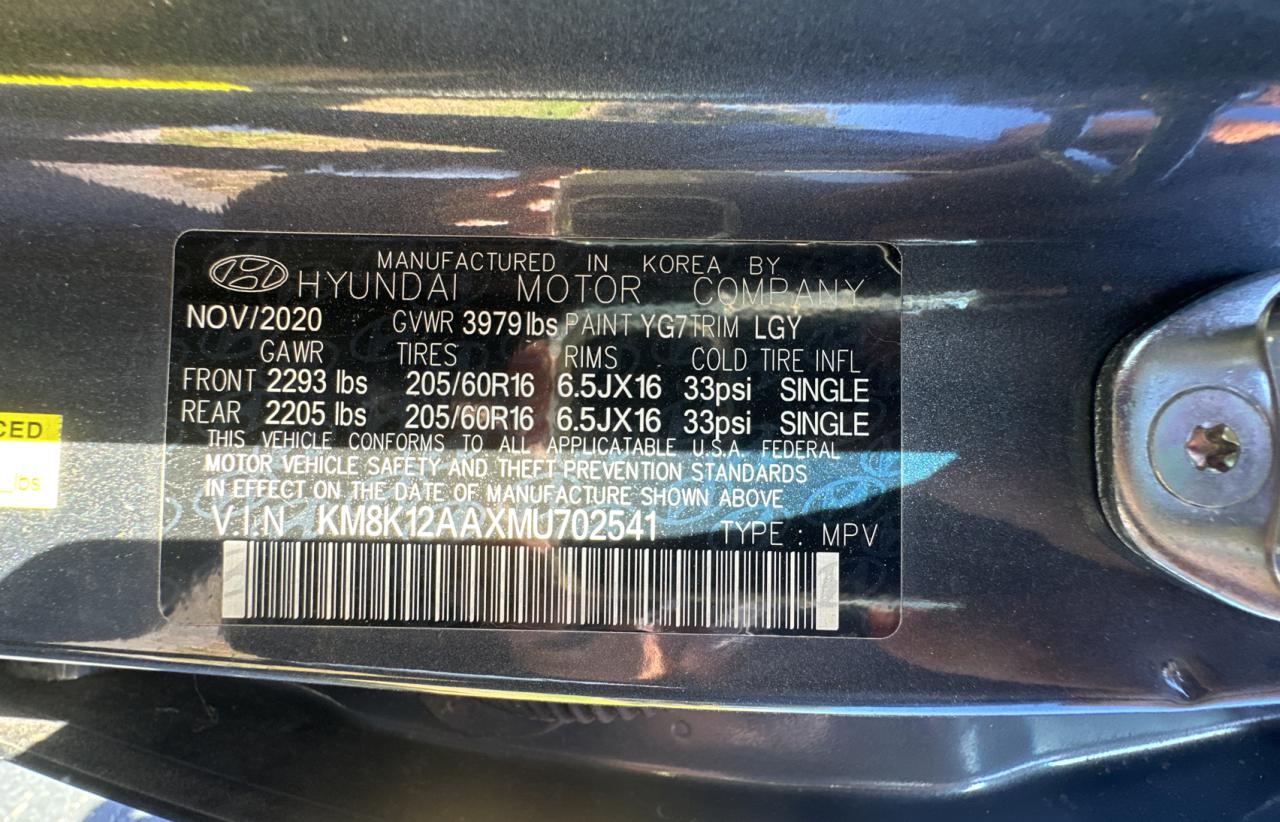 MANUFACTURED IN KOREA BY
HYUNDAI MOTOR COMPANY
NOV/2020 GVWR 3979 lbs PAINT YG7 TRIM LGY
GAWR TIRES RIMS COLD TIRE INFL
FRONT 2293 lbs 205/60R16 6.5JX16 33psi SINGLE
REAR 2205 lbs 205/60R16 6.5JX16 33psi SINGLE
THIS VEHICLE CONFORMS TO ALL APPLICATABLE U.S.A. FEDERAL
MOTOR VEHICLE SAFETY AND THEFT PREVENTION STANDARDS
IN EFFECT ON THE DATE OF MANUFACTURE SHOWN ABOVE
V.I.N KM8K12AAXMU702541 TYPE : MPV
CED
lbs